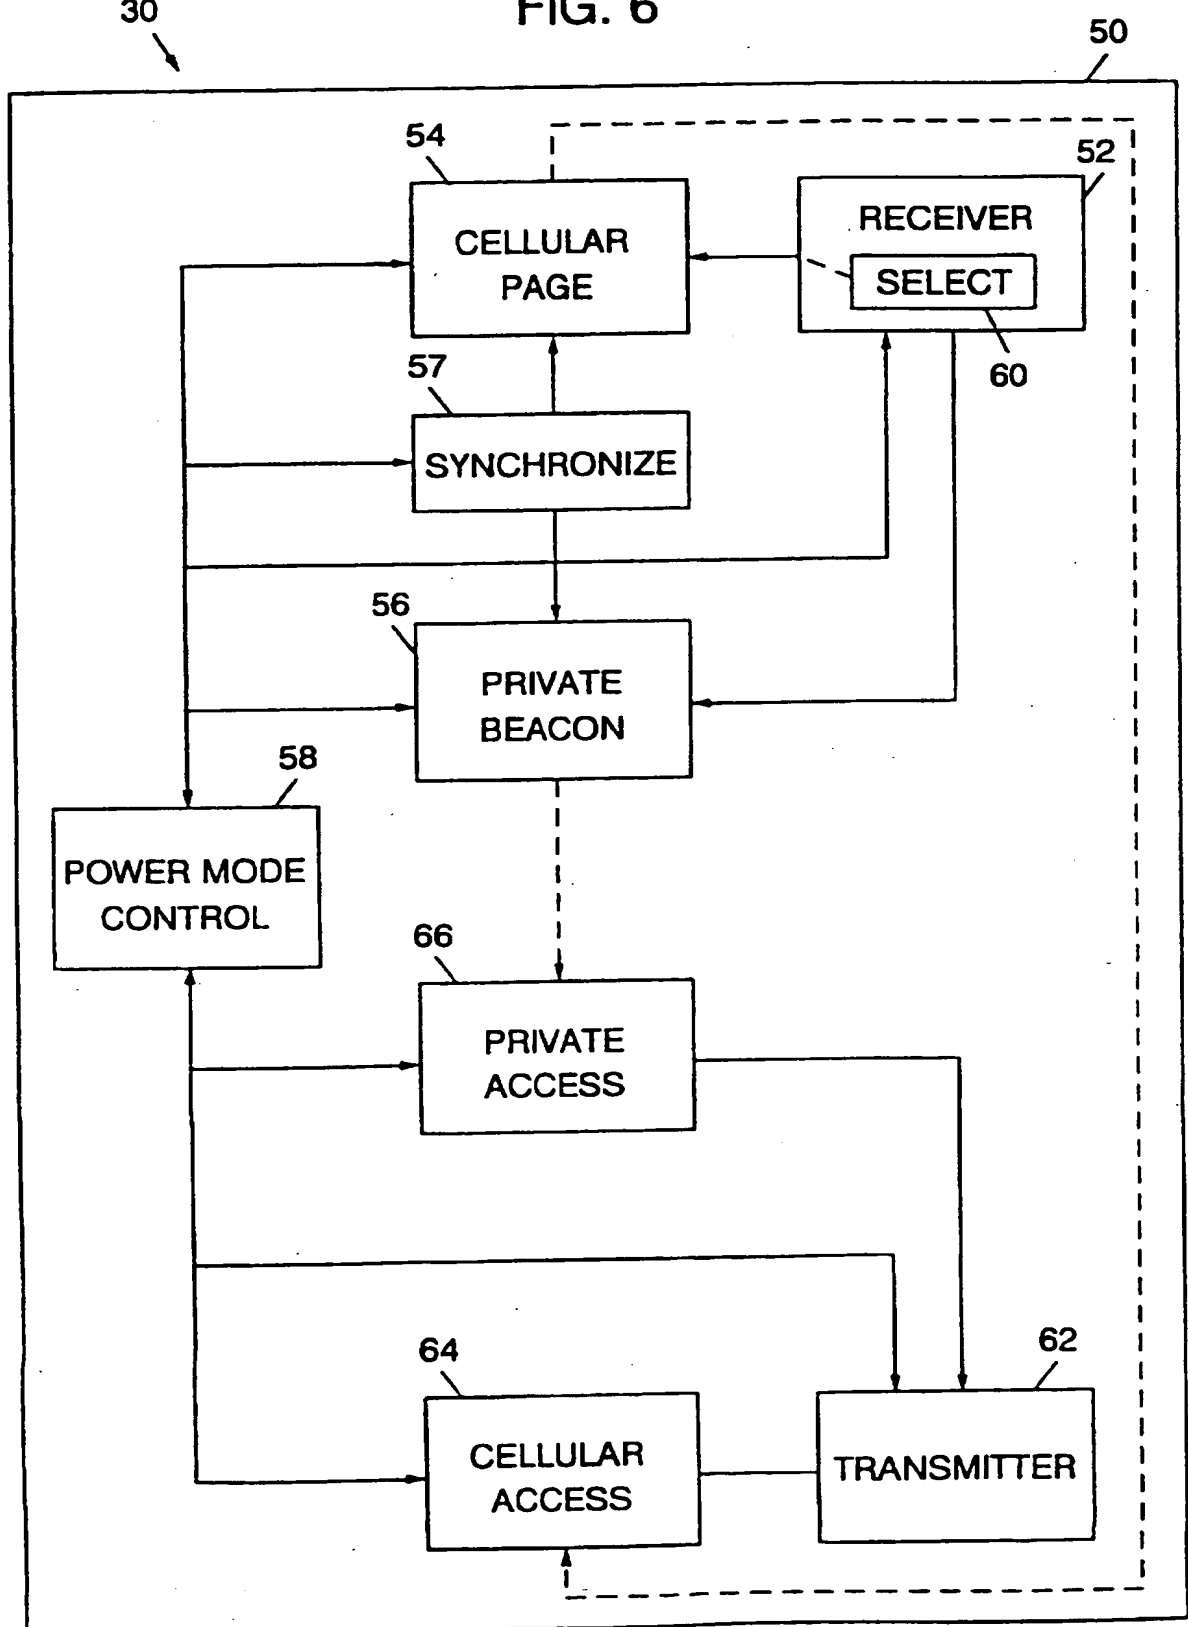 30
FIG. 6
50
54
52
CELLULAR
PAGE
RECEIVER
SELECT
57
60
SYNCHRONIZE
56
PRIVATE
BEACON
58
POWER MODE
CONTROL
66
PRIVATE
ACCESS
64
62
CELLULAR
ACCESS
TRANSMITTER